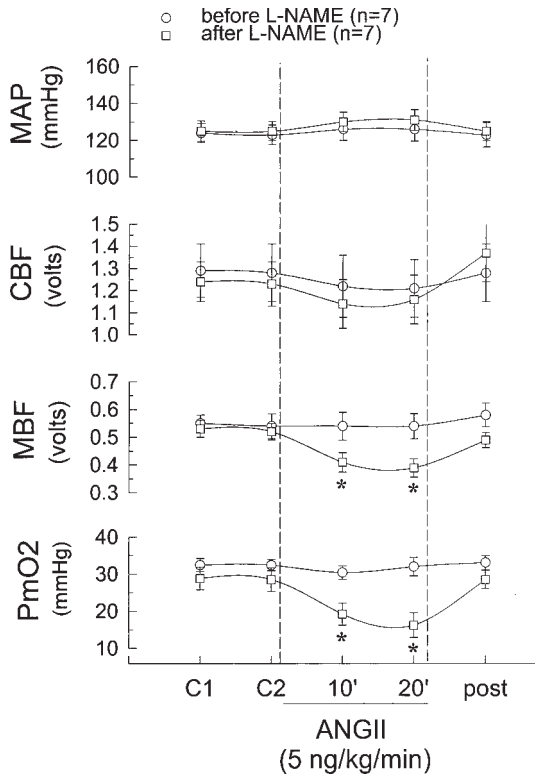 before L-NAME (n=7)
after L-NAME (n=7)
MAP
(mmHg)
160
140
120
100
CBF
(volts)
1.5
1.4
1.3
1.2
1.1
1.0
MBF
(volts)
0.7
0.6
0.5
0.4
0.3
*
*
PmO2
(mmHg)
40
30
20
10
*
*
C1 C2 10' 20' post
ANGII
(5 ng/kg/min)